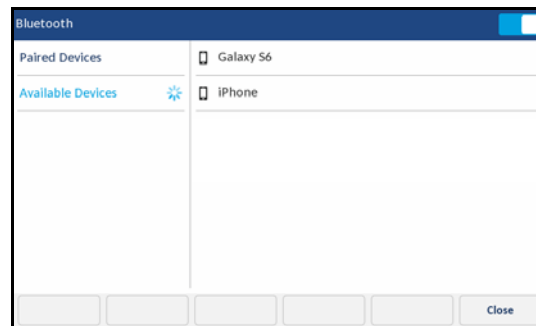 Bluetooth
Paired Devices
Available Devices
Galaxy S6
iPhone
Close